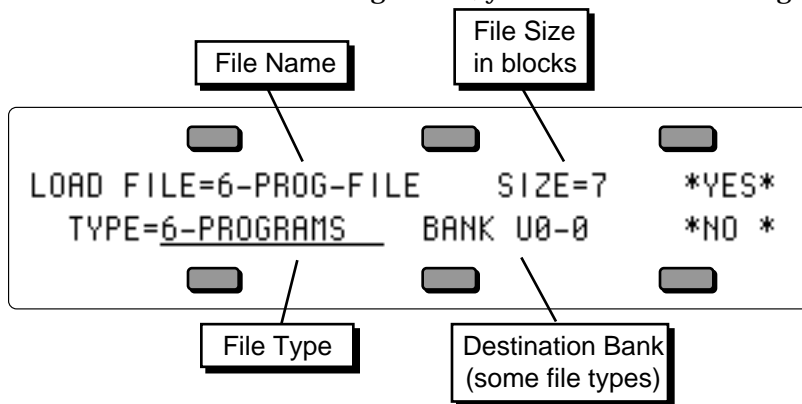 File Name
File Size
in blocks
LOAD FILE=6-PROG-FILE SIZE=7 *YES*
TYPE=6-PROGRAMS BANK U0-0 *NO *
File Type
Destination Bank
(some file types)